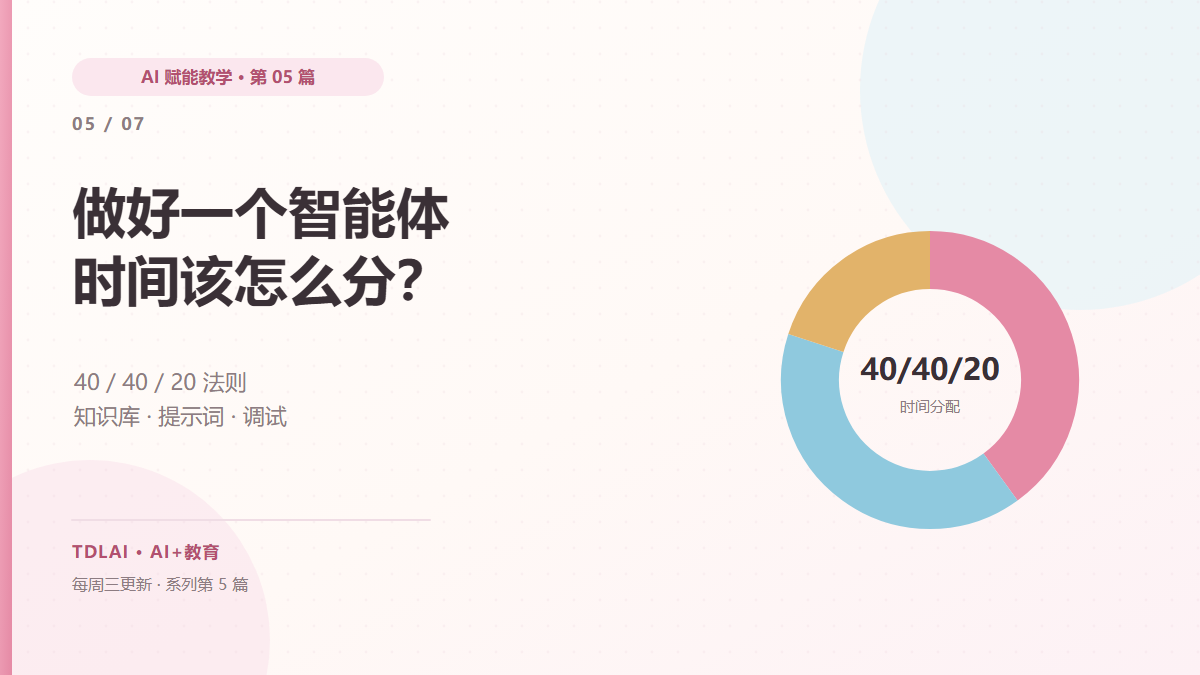 AI 赋能教学 · 第 05 篇
05 / 07
做好一个智能体
时间该怎么分？
40 / 40 / 20 法则
知识库 · 提示词 · 调试
40/40/20
时间分配
TDLAI · AI+教育
每周三更新 · 系列第 5 篇